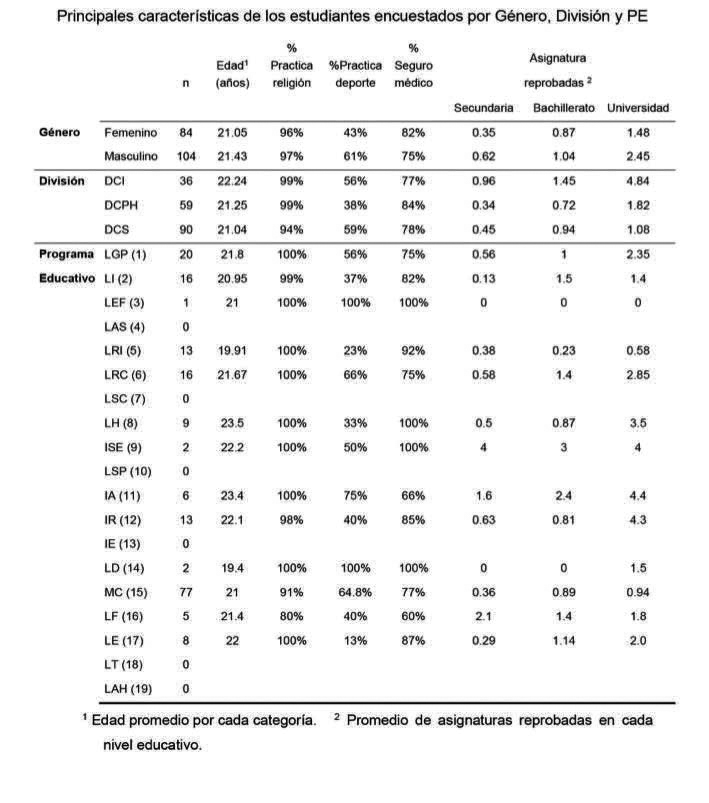 Principales características de los estudiantes encuestados por Género, División y PE
% % 
Edad¹ Practica %Practica Seguro Asignatura
n (años) religión deporte médico reprobadas ²
Secundaria Bachillerato Universidad
Género Femenino 84 21.05 96% 43% 82% 0.35 0.87 1.48
Masculino 104 21.43 97% 61% 75% 0.62 1.04 2.45
División DCI 36 22.24 99% 56% 77% 0.96 1.45 4.84
DCPH 59 21.25 99% 38% 84% 0.34 0.72 1.82
DCS 90 21.04 94% 59% 78% 0.45 0.94 1.08
Programa LGP (1) 20 21.8 100% 56% 75% 0.56 1 2.35
Educativo LI (2) 16 20.95 99% 37% 82% 0.13 1.5 1.4
LEF (3) 1 21 100% 100% 100% 0 0 0
LAS (4) 0
LRI (5) 13 19.91 100% 23% 92% 0.38 0.23 0.58
LRC (6) 16 21.67 100% 66% 75% 0.58 1.4 2.85
LSC (7) 0
LH (8) 9 23.5 100% 33% 100% 0.5 0.87 3.5
ISE (9) 2 22.2 100% 50% 100% 4 3 4
LSP (10) 0
IA (11) 6 23.4 100% 75% 66% 1.6 2.4 4.4
IR (12) 13 22.1 98% 40% 85% 0.63 0.81 4.3
IE (13) 0
LD (14) 2 19.4 100% 100% 100% 0 0 1.5
MC (15) 77 21 91% 64.8% 77% 0.36 0.89 0.94
LF (16) 5 21.4 80% 40% 60% 2.1 1.4 1.8
LE (17) 8 22 100% 13% 87% 0.29 1.14 2.0
LT (18) 0
LAH (19) 0
¹ Edad promedio por cada categoría. ² Promedio de asignaturas reprobadas en cada
nivel educativo.